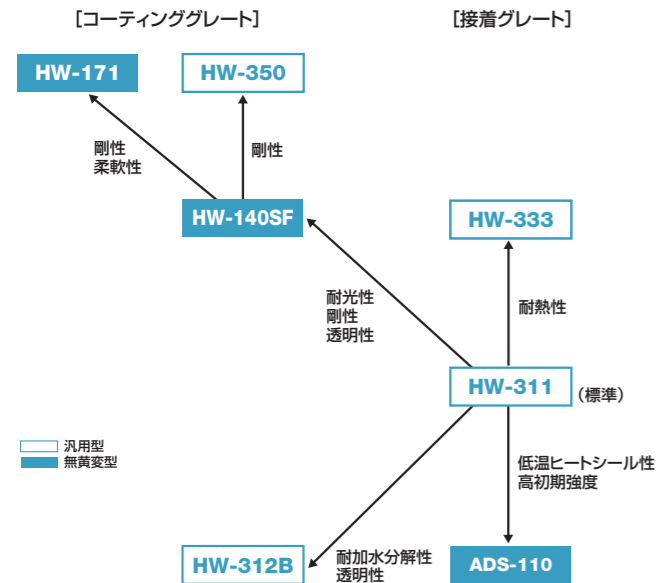 ［コーティンググレート］
［接着グレート］
HW-171
HW-350
剛性
柔軟性
剛性
HW-140SF
HW-333
耐光性
剛性
透明性
耐熱性
HW-311
（標準）
汎用型
無黄変型
低温ヒートシール性
高初期強度
HW-312B
耐加水分解性
透明性
ADS-110